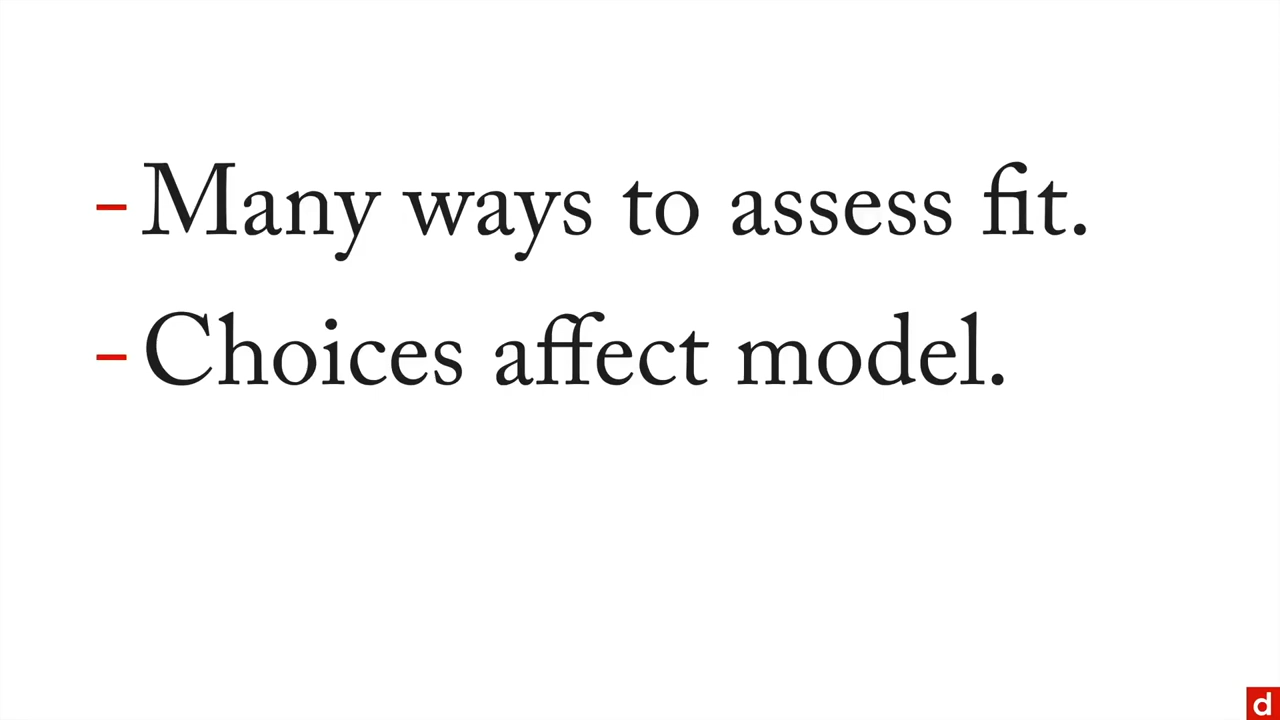 - Many ways to assess fit.
- Choices affect model.
d